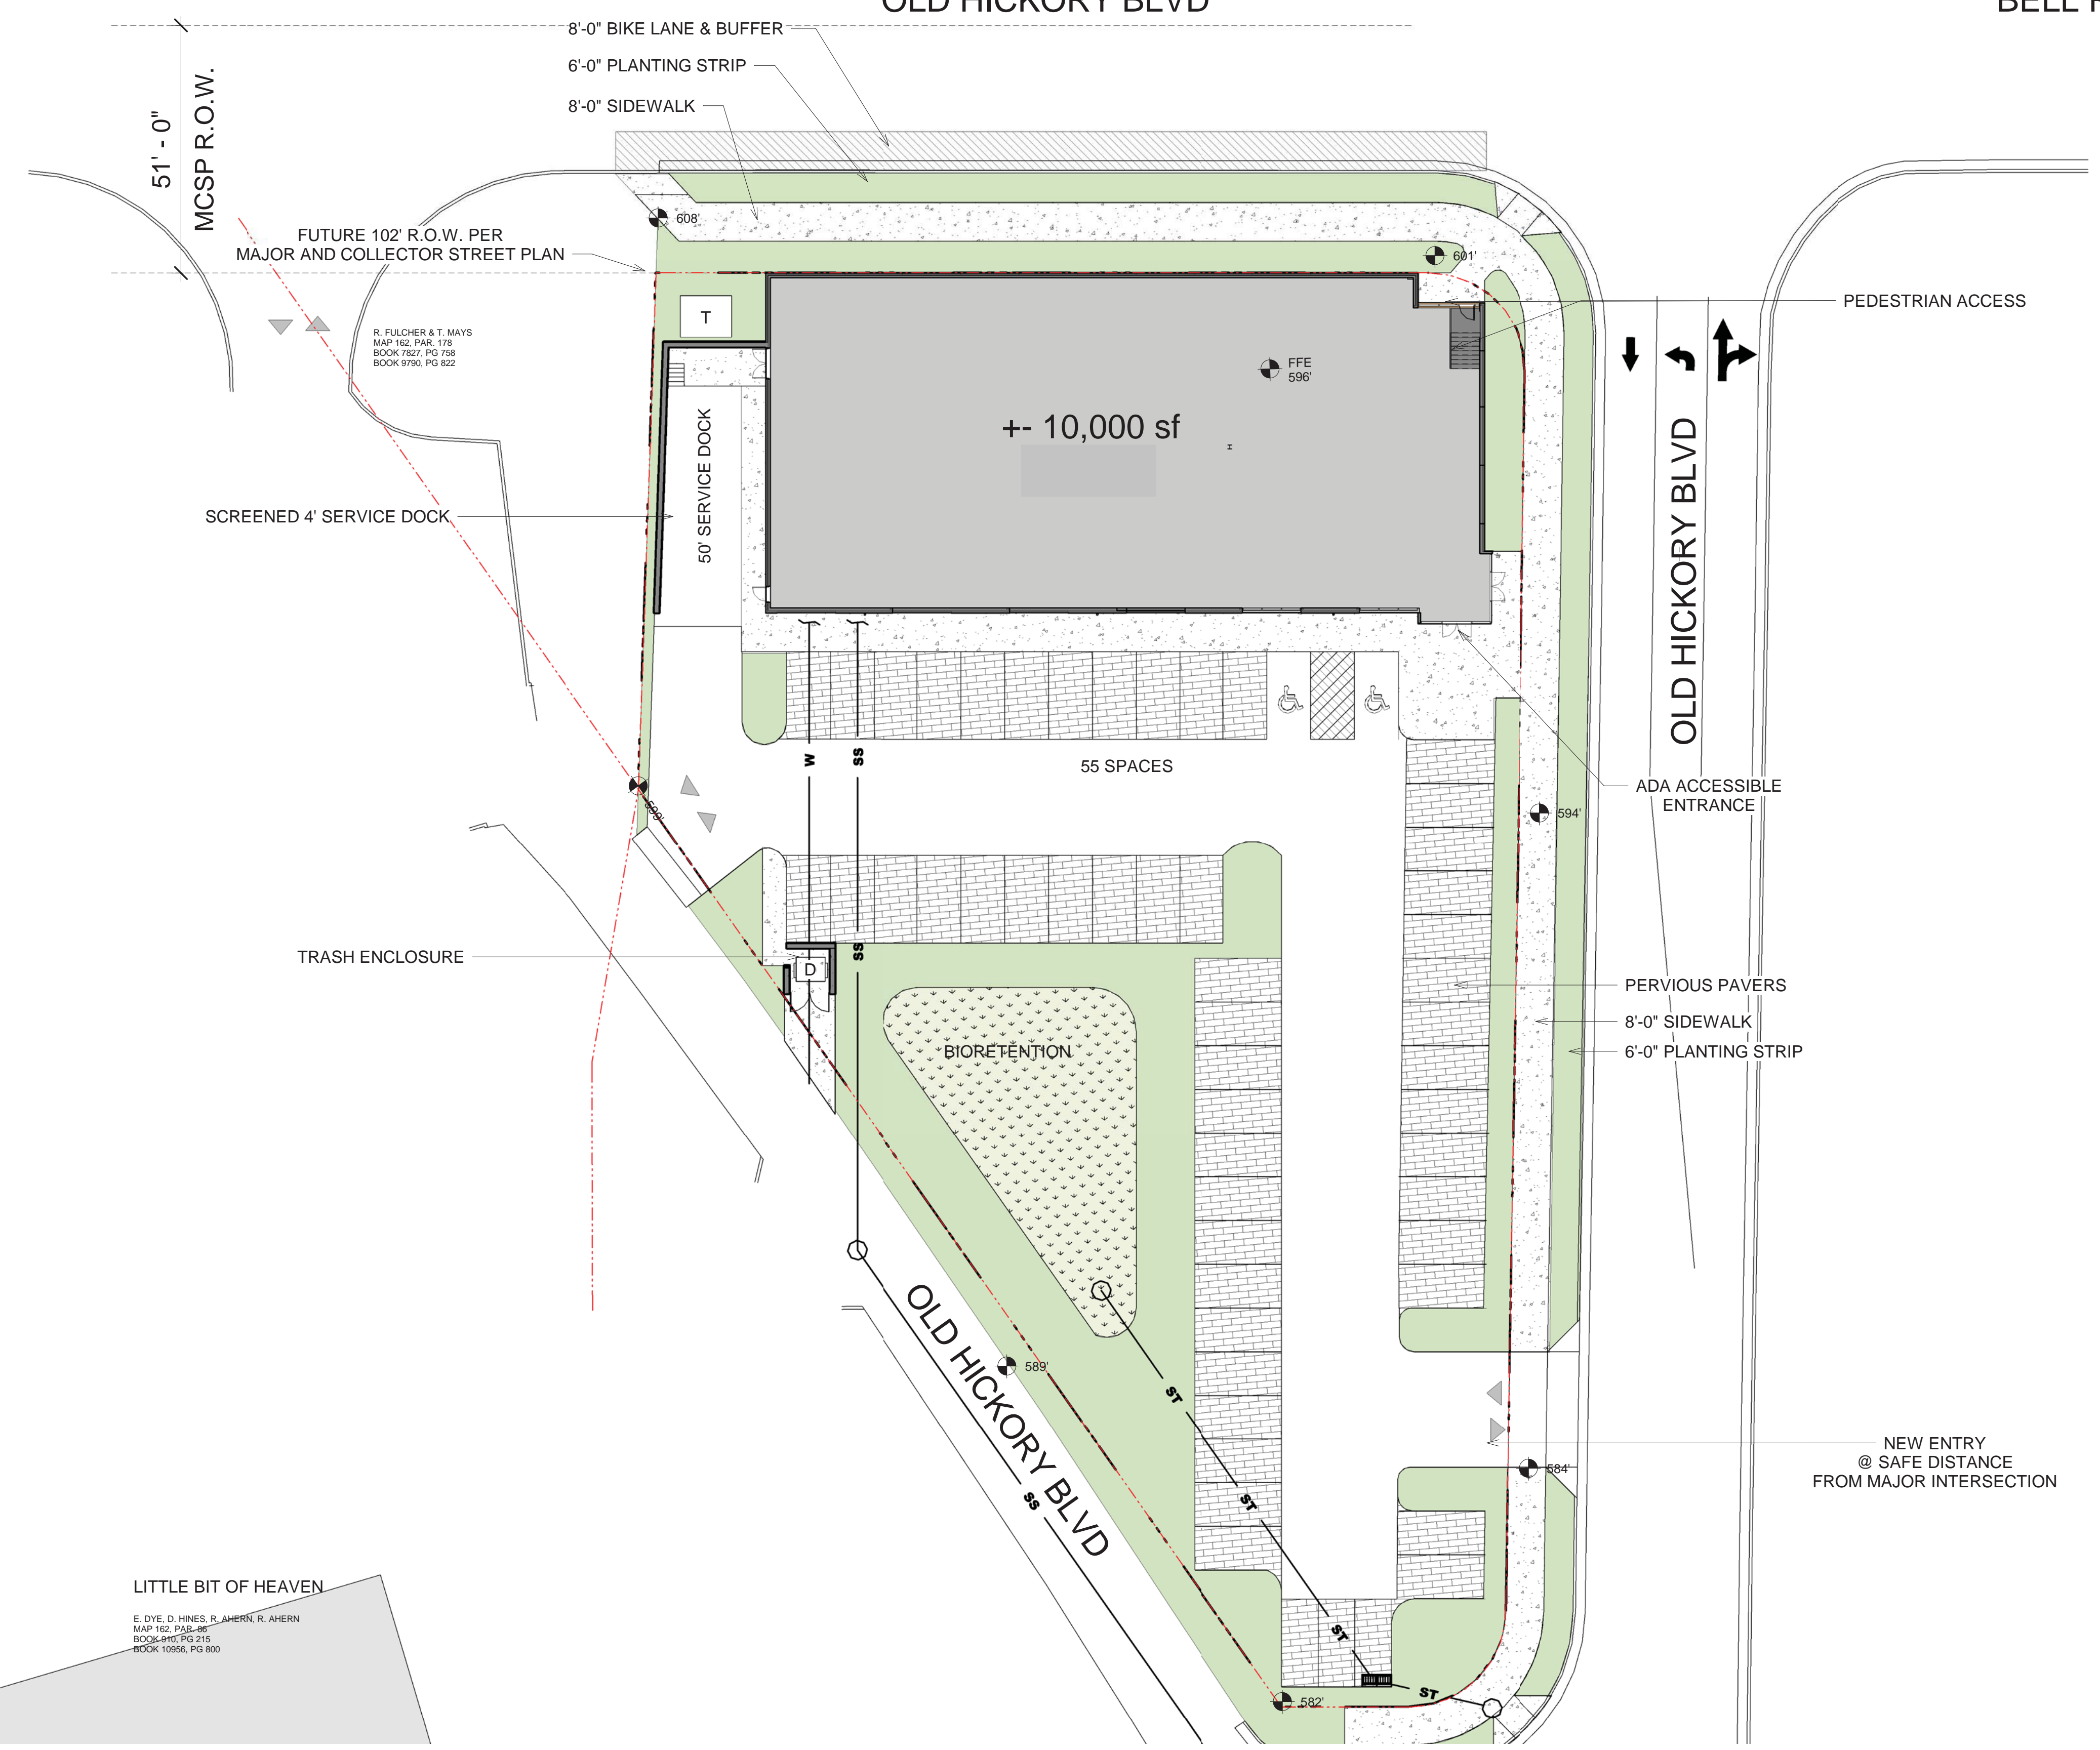 OLD HICKORY BLVD
8'-0" BIKE LANE & BUFFER
6'-0" PLANTING STRIP
8'-0" SIDEWALK
51' - 0"
MCSP R.O.W.
608'
601'
FUTURE 102' R.O.W. PER
MAJOR AND COLLECTOR STREET PLAN
PEDESTRIAN ACCESS
T
R. FULCHER & T. MAYS
MAP 162, PAR. 178
BOOK 7827, PG 758
BOOK 9790, PG 822
FFE
596'
+- 10,000 sf
50' SERVICE DOCK
SCREENED 4' SERVICE DOCK
OLD HICKORY BLVD
W
SS
55 SPACES
ADA ACCESSIBLE
ENTRANCE
599'
594'
SS
TRASH ENCLOSURE
D
PERVIOUS PAVERS
8'-0" SIDEWALK
6'-0" PLANTING STRIP
BIORETENTION
589'
OLD HICKORY BLVD
ST
SS
ST
NEW ENTRY
@ SAFE DISTANCE
FROM MAJOR INTERSECTION
584'
LITTLE BIT OF HEAVEN
E. DYE, D. HINES, R. AHERN, R. AHERN
MAP 162, PAR. 86
BOOK 910, PG 215
BOOK 10956, PG 800
ST
ST
582'